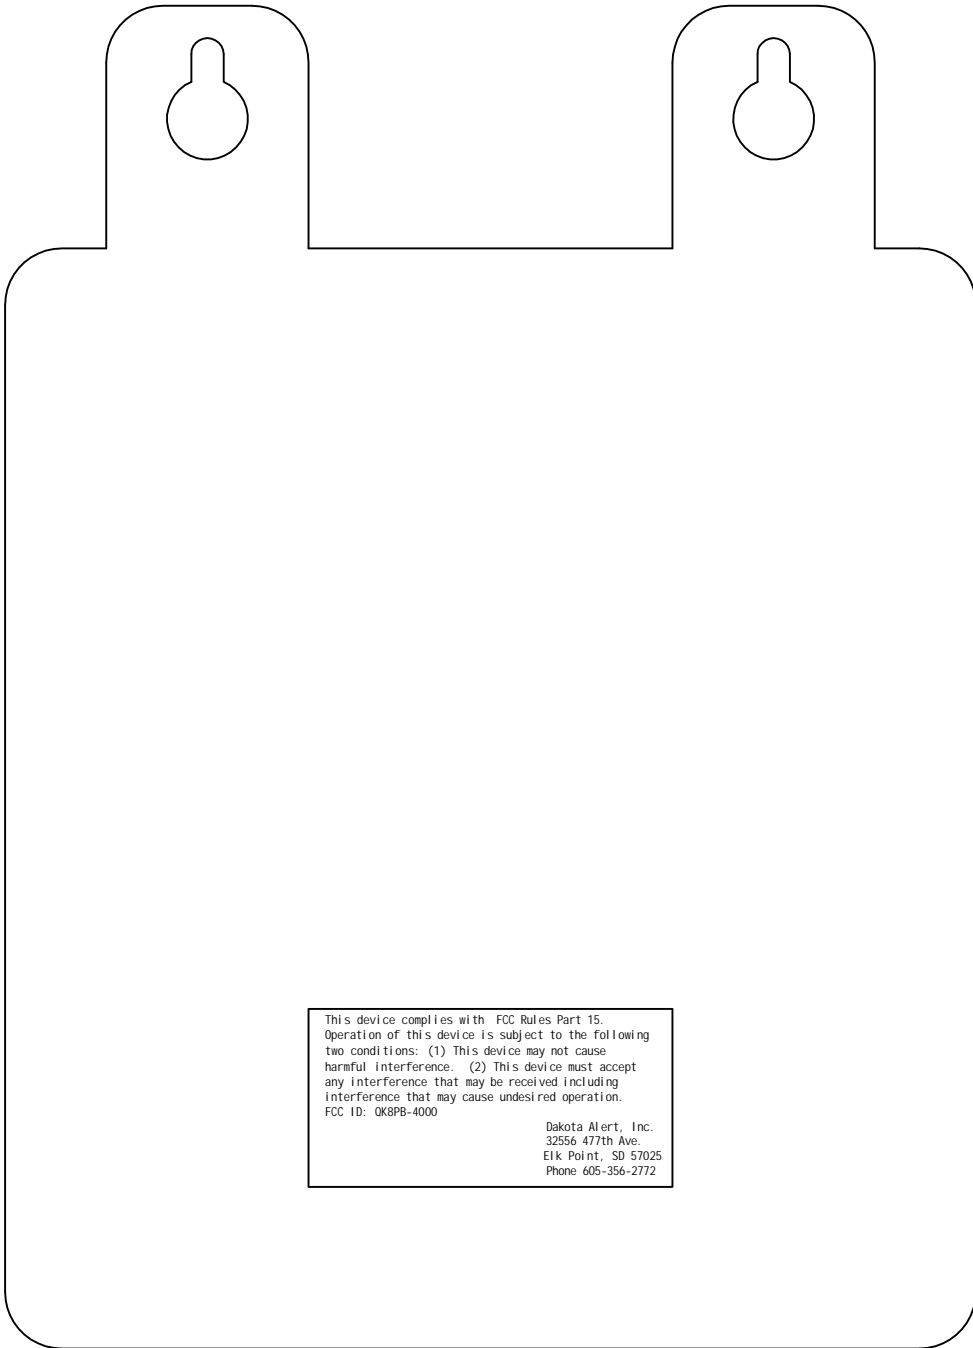 This device complies with FCC Rules Part 15.
Operation of this device is subject to the following
two conditions: (1) This device may not cause
harmful interference. (2) This device must accept
any interference that may be received including
interference that may cause undesired operation.
FCC ID: QK8PB-4000
Dakota Alert, Inc.
32556 477th Ave.
Elk Point, SD 57025
Phone 605-356-2772